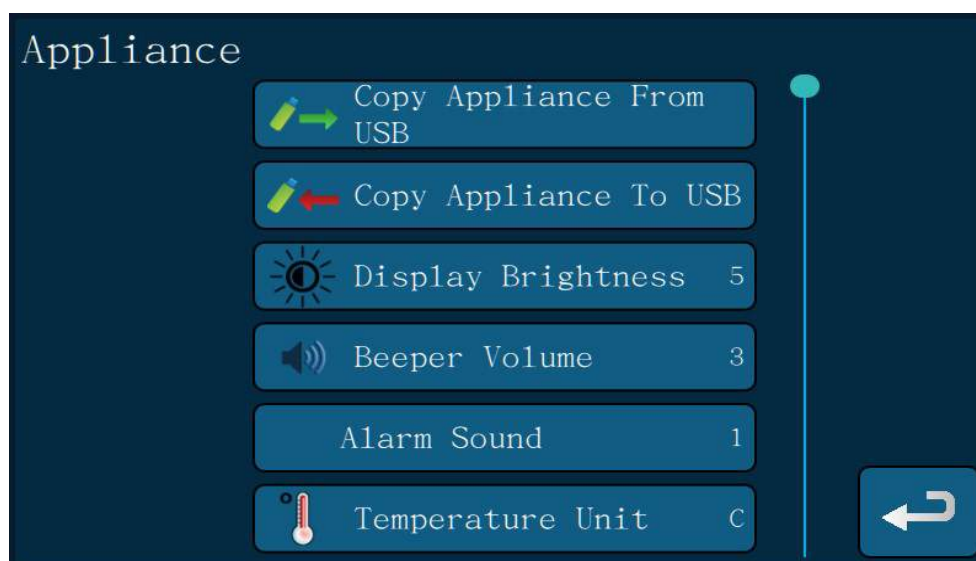 Appliance
Copy Appliance From
USB
Copy Appliance To USB
Display Brightness 5
Beeper Volume 3
Alarm Sound 1
Temperature Unit C